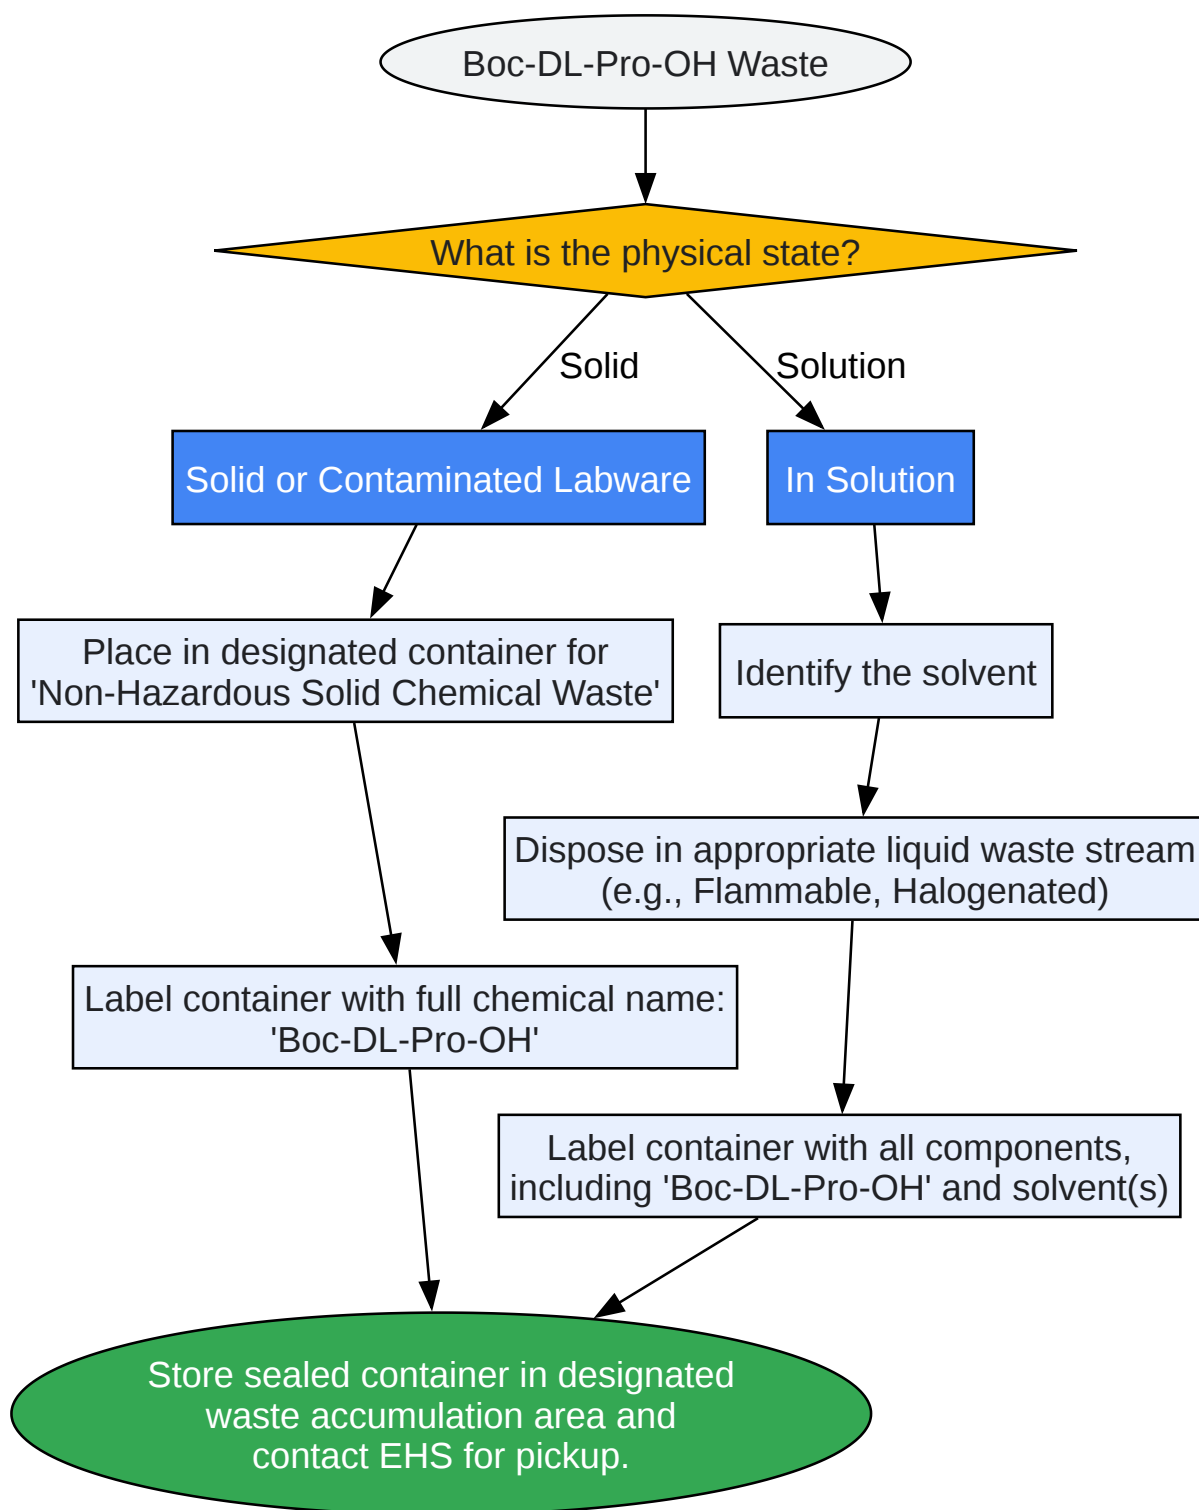 Boc-DL-Pro-OH Waste
What is the physical state?
Solid
Solution
Solid or Contaminated Labware
In Solution
Place in designated container for
'Non-Hazardous Solid Chemical Waste'
Identify the solvent
Dispose in appropriate liquid waste stream
(e.g., Flammable, Halogenated)
Label container with full chemical name:
'Boc-DL-Pro-OH'
Label container with all components,
including 'Boc-DL-Pro-OH' and solvent(s)
Store sealed container in designated
waste accumulation area and
contact EHS for pickup.